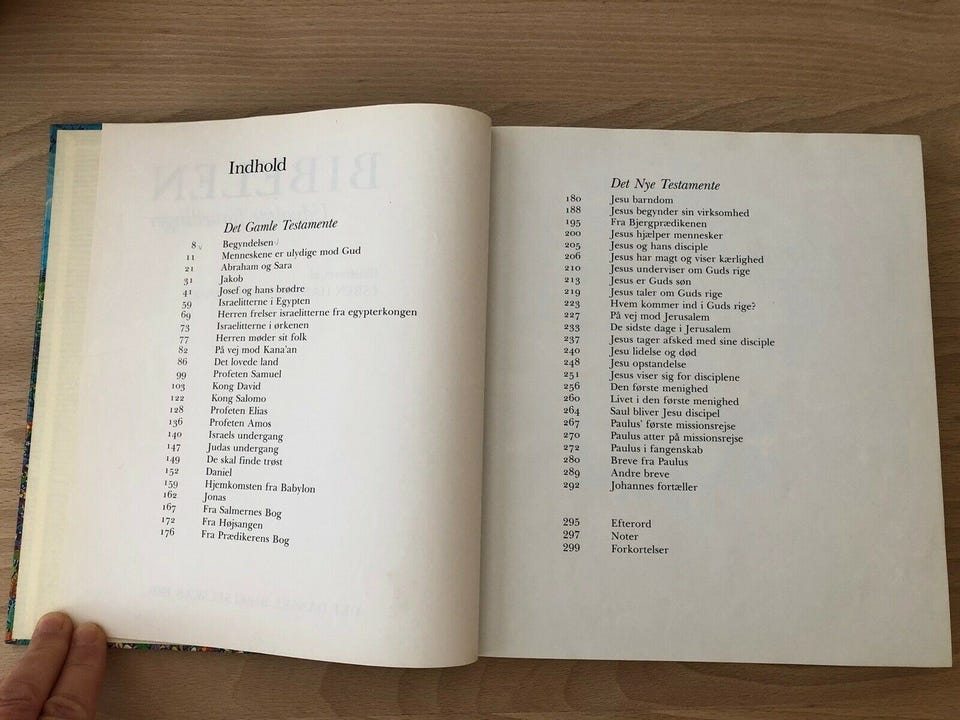 Indhold
Det Gamle Testamente
8 Begyndelsen
11 Menneskene er ulydige mod Gud
21 Abraham og Sara
31 Jakob
41 Josef og hans brødre
59 Israelitterne i Egypten
69 Herren frelser israelitterne fra egypterkongen
73 Israelitterne i ørkenen
77 Herren møder sit folk
82 På vej mod Kana'an
86 Det lovede land
99 Profeten Samuel
103 Kong David
122 Kong Salomo
128 Profeten Elias
136 Profeten Amos
140 Israels undergang
147 Judas undergang
149 De skal finde trøst
152 Daniel
159 Hjemkomsten fra Babylon
162 Jonas
167 Fra Salmernes Bog
172 Fra Højsangen
176 Fra Prædikerens Bog
Det Nye Testamente
180 Jesu barndom
188 Jesus begynder sin virksomhed
195 Fra Bjergprædikenen
200 Jesus hjælper mennesker
205 Jesus og hans disciple
206 Jesus har magt og viser kærlighed
210 Jesus underviser om Guds rige
213 Jesus er Guds søn
219 Jesus taler om Guds rige
223 Hvem kommer ind i Guds rige?
227 På vej mod Jerusalem
233 De sidste dage i Jerusalem
237 Jesus tager afsked med sine disciple
240 Jesu lidelse og død
248 Jesu opstandelse
251 Jesus viser sig for disciplene
256 Den første menighed
260 Livet i den første menighed
264 Saul bliver Jesu discipel
267 Paulus' første missionsrejse
270 Paulus atter på missionsrejse
272 Paulus i fangenskab
280 Breve fra Paulus
289 Andre breve
292 Johannes fortæller
295 Efterord
297 Noter
299 Forkortelser
BIBELEN